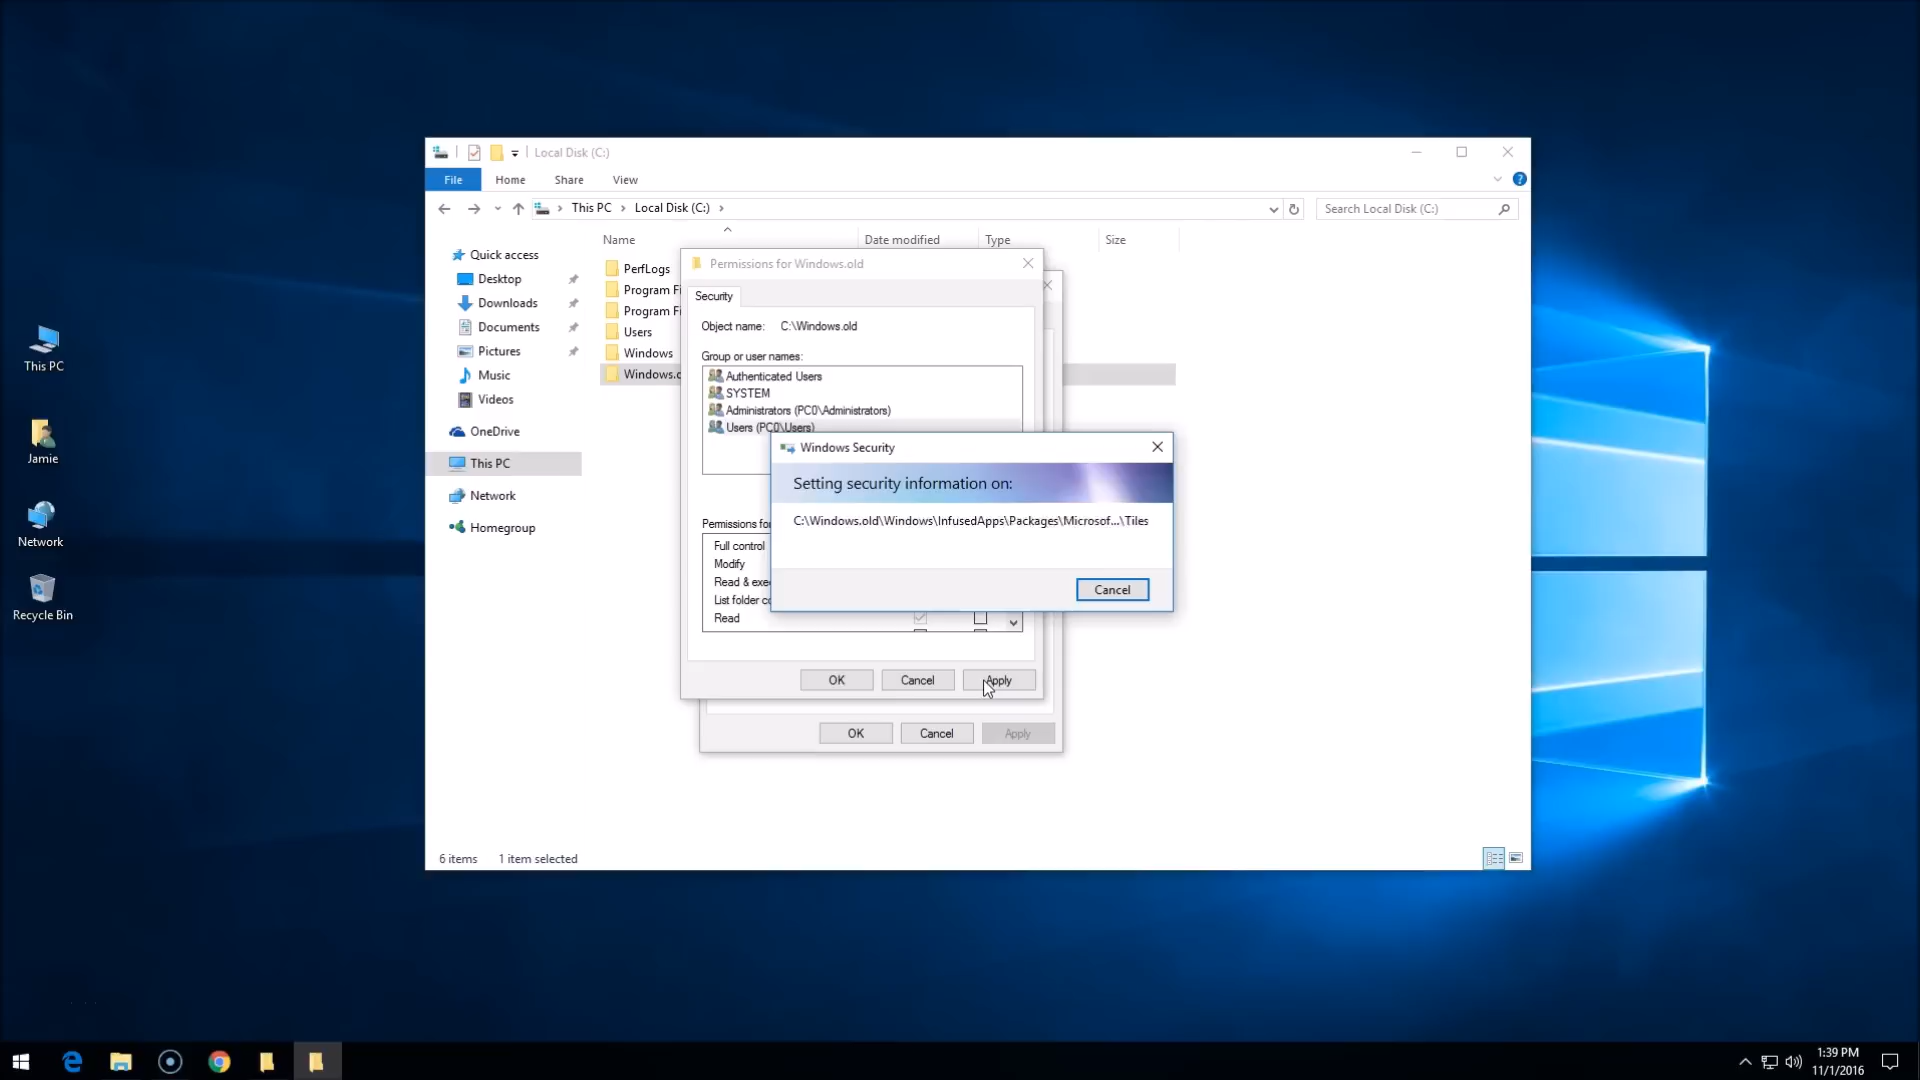 This PC
Jamie
Network
Recycle Bin
Local Disk (C:)
File Home Share View
This PC Local Disk (C:)
Search Local Disk (C:)
Name Date modified Type Size
Quick access
Desktop
Downloads
Documents
Pictures
Music
Videos
OneDrive
This PC
Network
Homegroup
PerfLogs
Program Fi
Program Fi
Users
Windows
Windows.o
Permissions for Windows.old
Security
Object name: C:\Windows.old
Group or user names:
Authenticated Users
SYSTEM
Administrators (PC0\Administrators)
Users (PC0\Users)
Permissions fo
Full control
Modify
Read & exe
List folder co
Read
OK Cancel Apply
OK Cancel Apply
Windows Security
Setting security information on:
C:\Windows.old\Windows\InfusedApps\Packages\Microsof...\Tiles
Cancel
6 items 1 item selected
1:39 PM
11/1/2016